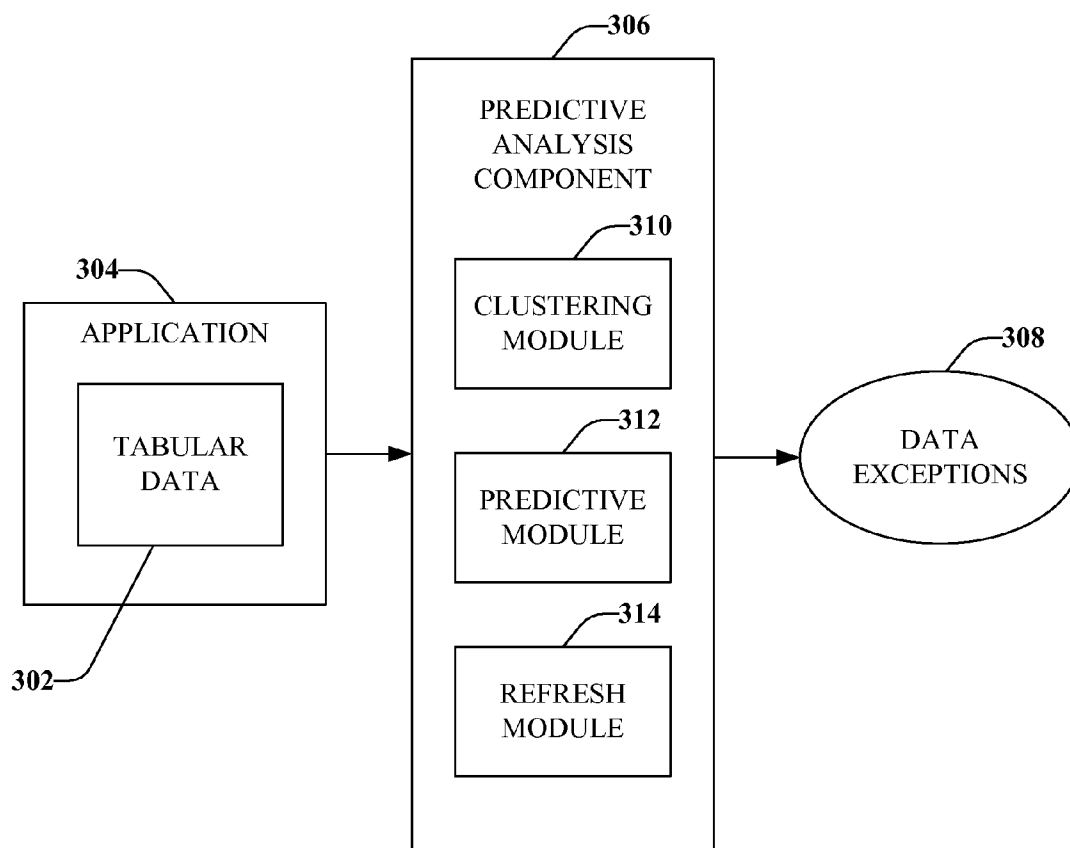 306
PREDICTIVE
ANALYSIS
COMPONENT
310
CLUSTERING
MODULE
304
APPLICATION
TABULAR
DATA
302
312
PREDICTIVE
MODULE
314
REFRESH
MODULE
308
DATA
EXCEPTIONS